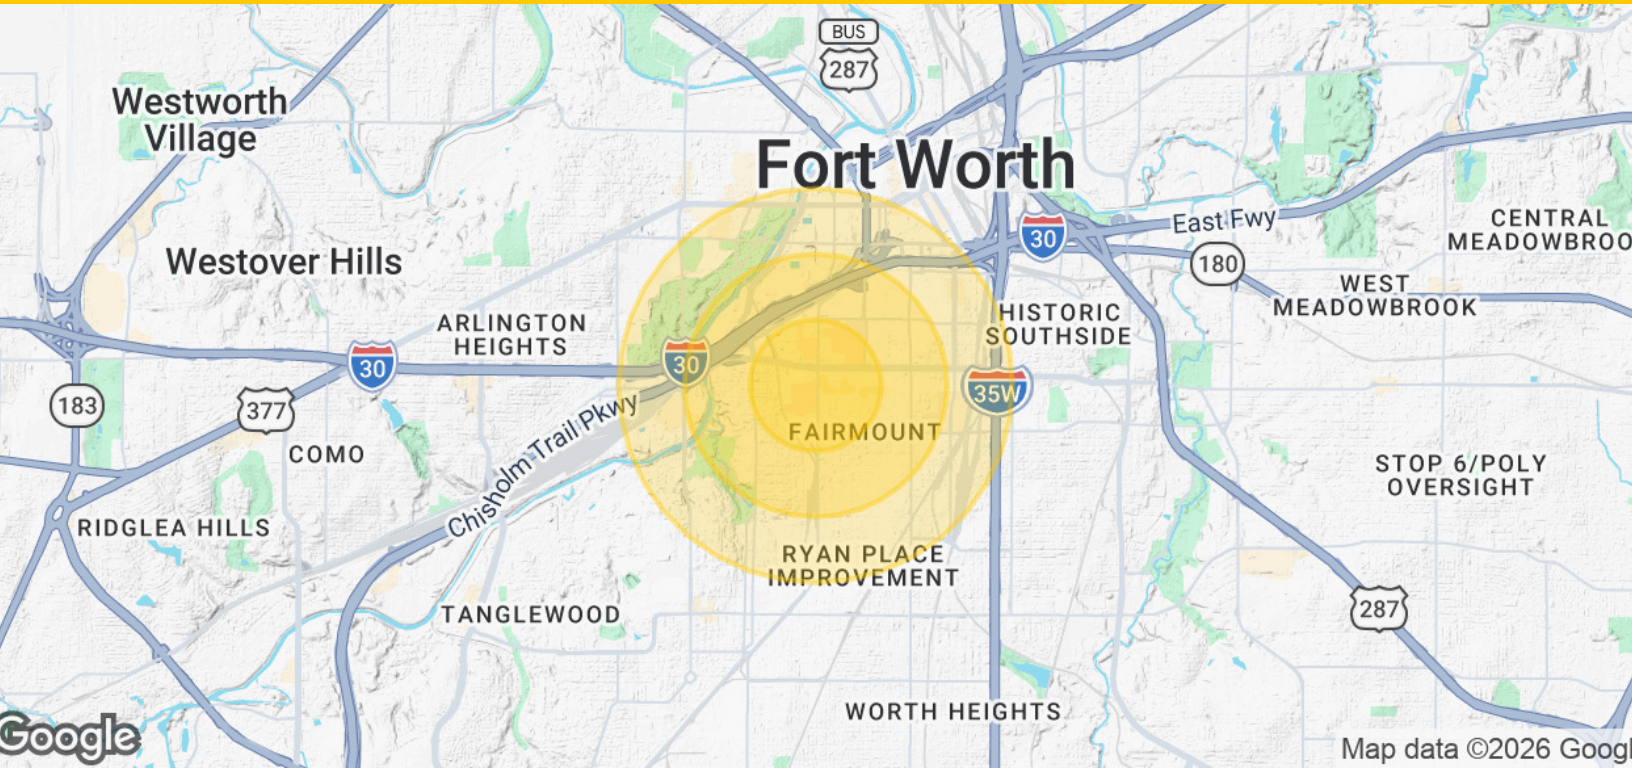 BUS
287
Westworth
Village
Fort Worth
East Fwy
30
180
CENTRAL
MEADOWBROO
Westover Hills
WEST
MEADOWBROOK
HISTORIC
SOUTHSIDE
ARLINGTON
HEIGHTS
30
30
35W
183
377
Chisholm Trail Pkwy
FAIRMOUNT
COMO
STOP 6/POLY
OVERSIGHT
RIDGLEA HILLS
RYAN PLACE
IMPROVEMENT
TANGLEWOOD
287
WORTH HEIGHTS
Google
Map data ©2026 Googl